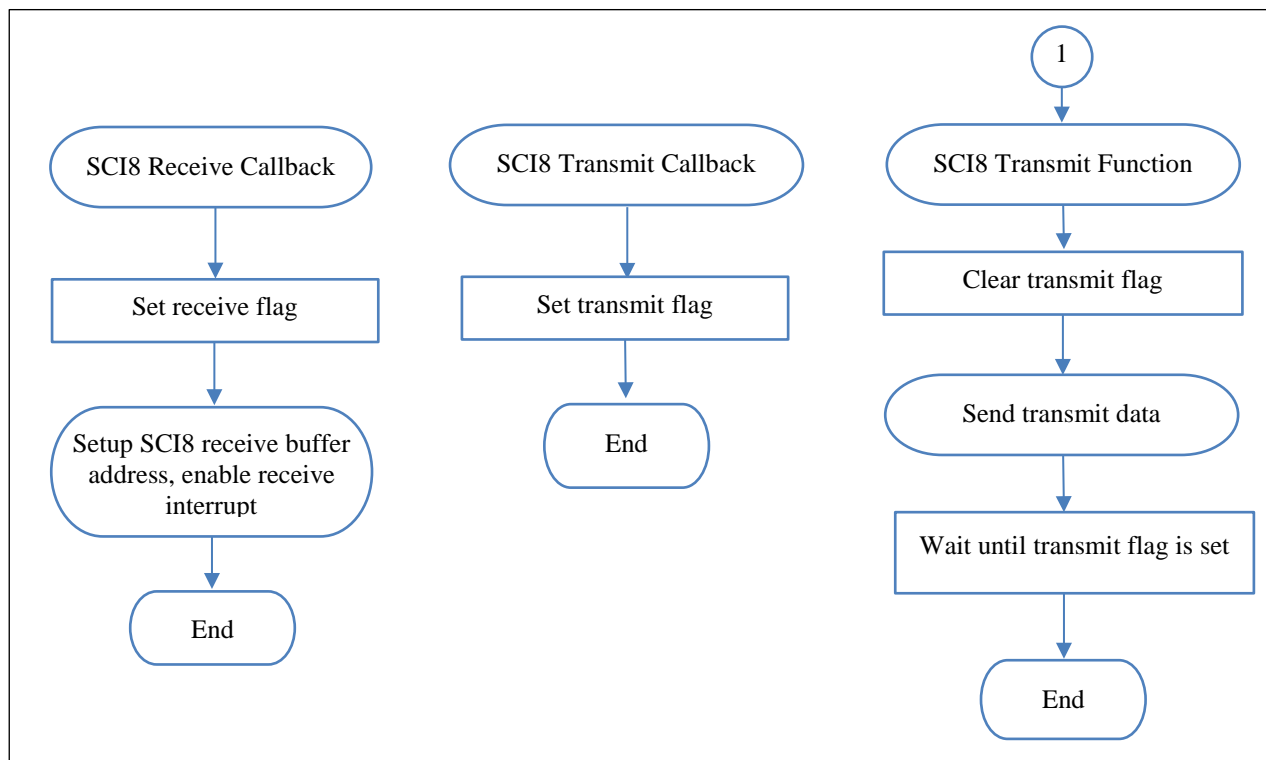 1
SCI8 Receive Callback
SCI8 Transmit Callback
SCI8 Transmit Function
Set receive flag
Set transmit flag
Clear transmit flag
Setup SCI8 receive buffer
address, enable receive
interrupt
End
Send transmit data
Wait until transmit flag is set
End
End